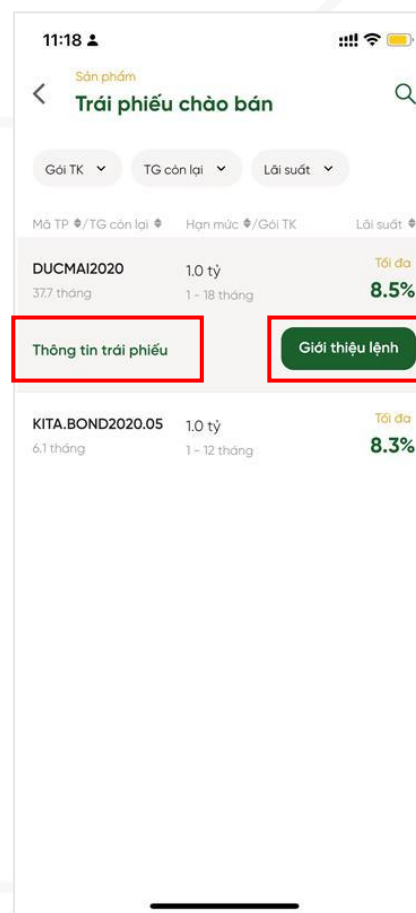 11:18
Sản phẩm
Trái phiếu chào bán
Gói TK TG còn lại Lãi suất
Mã TP /TG còn lại Hạn mức /Gói TK Lãi suất
DUCMAI2020 1.0 tỷ Tối đa
37.7 tháng 1 - 18 tháng 8.5%
Thông tin trái phiếu Giới thiệu lệnh
KITA.BOND2020.05 1.0 tỷ Tối đa
6.1 tháng 1 - 12 tháng 8.3%